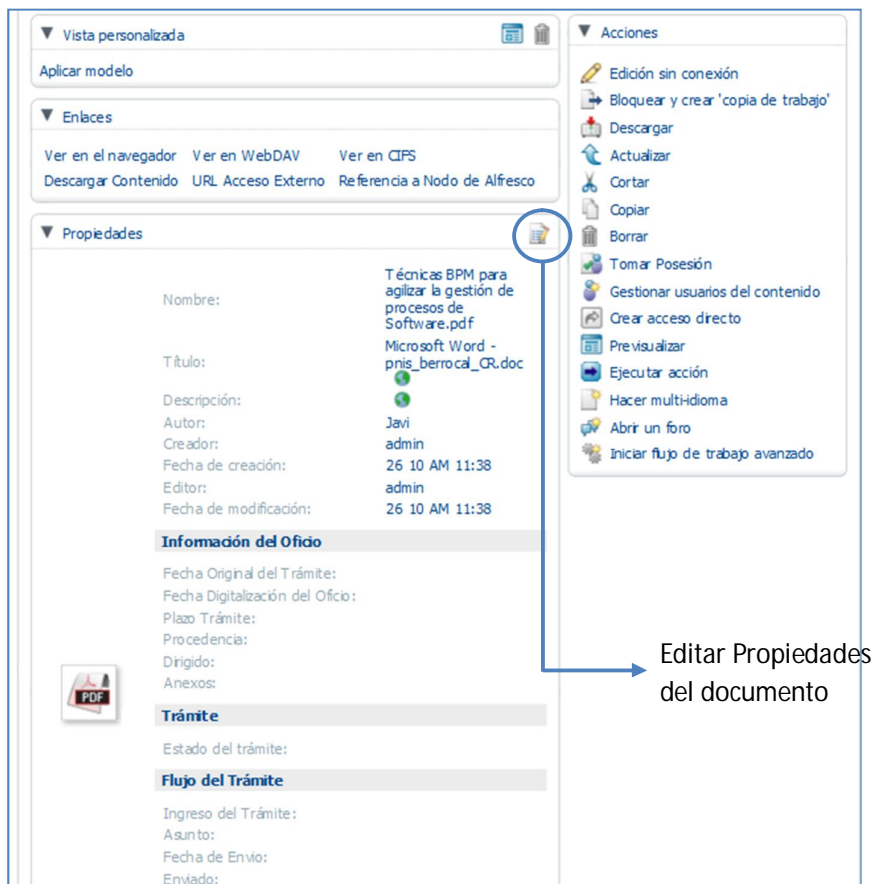 Vista personalizada
Aplicar modelo
Enlaces
Ver en el navegador Ver en WebDAV Ver en CIFS
Descargar Contenido URL Acceso Externo Referencia a Nodo de Alfresco
Propiedades
Nombre: Técnicas BPM para
agilizar la gestión de
procesos de
Software.pdf
Título: Microsoft Word -
pnis_berrocal_CR.doc
Descripción:
Autor: Javi
Creador: admin
Fecha de creación: 26 10 AM 11:38
Editor: admin
Fecha de modificación: 26 10 AM 11:38
Información del Oficio
Fecha Original del Trámite:
Fecha Digitalización del Oficio:
Plazo Trámite:
Procedencia:
Dirigido:
Anexos:
PDF
Trámite
Estado del trámite:
Flujo del Trámite
Ingreso del Trámite:
Asunto:
Fecha de Envio:
Enviado:
Acciones
Edición sin conexión
Bloquear y crear 'copia de trabajo'
Descargar
Actualizar
Cortar
Copiar
Borrar
Tomar Posesión
Gestionar usuarios del contenido
Crear acceso directo
Previsualizar
Ejecutar acción
Hacer multi-idioma
Abrir un foro
Iniciar flujo de trabajo avanzado
Editar Propiedades
del documento